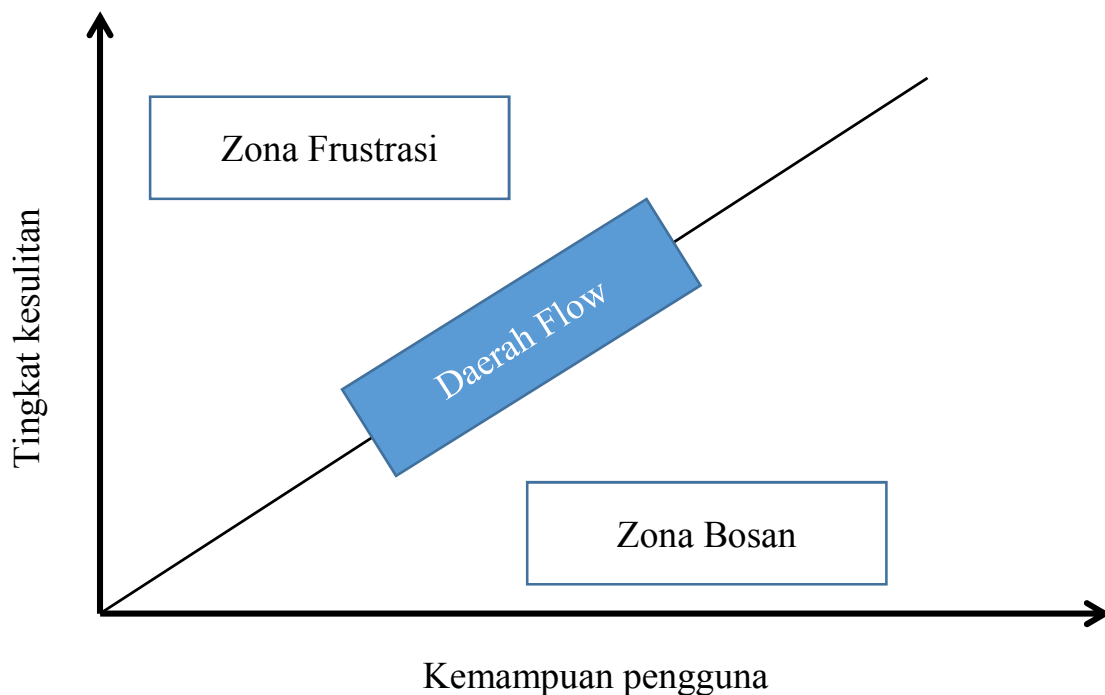 Zona Frustrasi
Tingkat kesulitan
Daerah Flow
Zona Bosan
Kemampuan pengguna